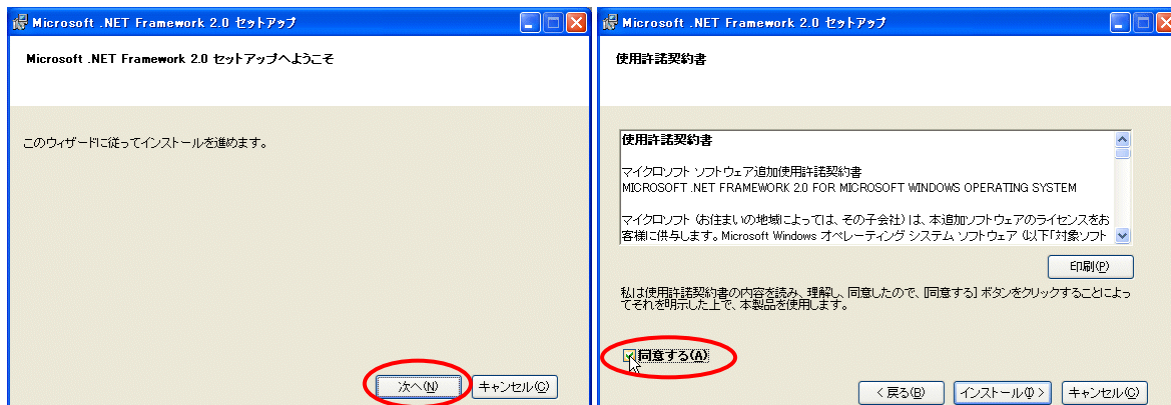 Microsoft .NET Framework 2.0 セットアップ
Microsoft .NET Framework 2.0 セットアップへようこそ
このウィザードに従ってインストールを進めます。
次へ(N)
キャンセル(C)
Microsoft .NET Framework 2.0 セットアップ
使用許諾契約書
使用許諾契約書
マイクロソフト ソフトウェア追加使用許諾契約書
MICROSOFT .NET FRAMEWORK 2.0 FOR MICROSOFT WINDOWS OPERATING SYSTEM
マイクロソフト (お住まいの地域によっては、その子会社) は、本追加ソフトウェアのライセンスをお
客様に供与します。Microsoft Windows オペレーティング システム ソフトウェア (以下「対象ソフト
印刷(P)
私は使用許諾契約書の内容を読み、理解し、同意したので、[同意する] ボタンをクリックすることによっ
てそれを明示した上で、本製品を使用します。
同意する(A)
< 戻る(B)
インストール(I) >
キャンセル(C)